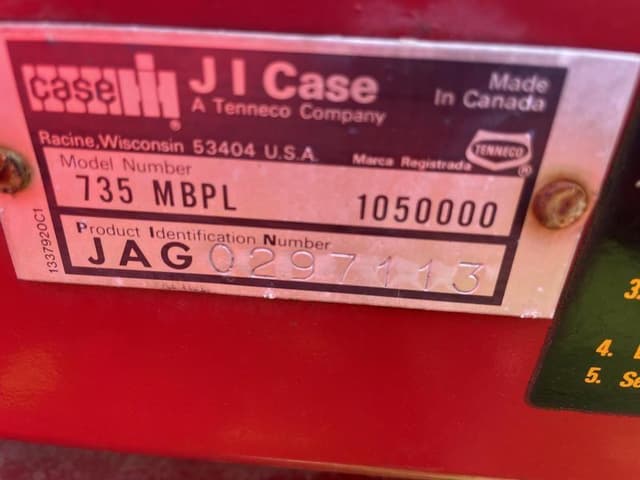 case IH
J I Case
A Tenneco Company
Made
In Canada
Racine, Wisconsin 53404 U.S.A.
Marca Registrada
TENNECO
®
Model Number
735 MBPL 1050000
Product Identification Number
JAG 0297113
1337920C1
3.
4.
5. Se